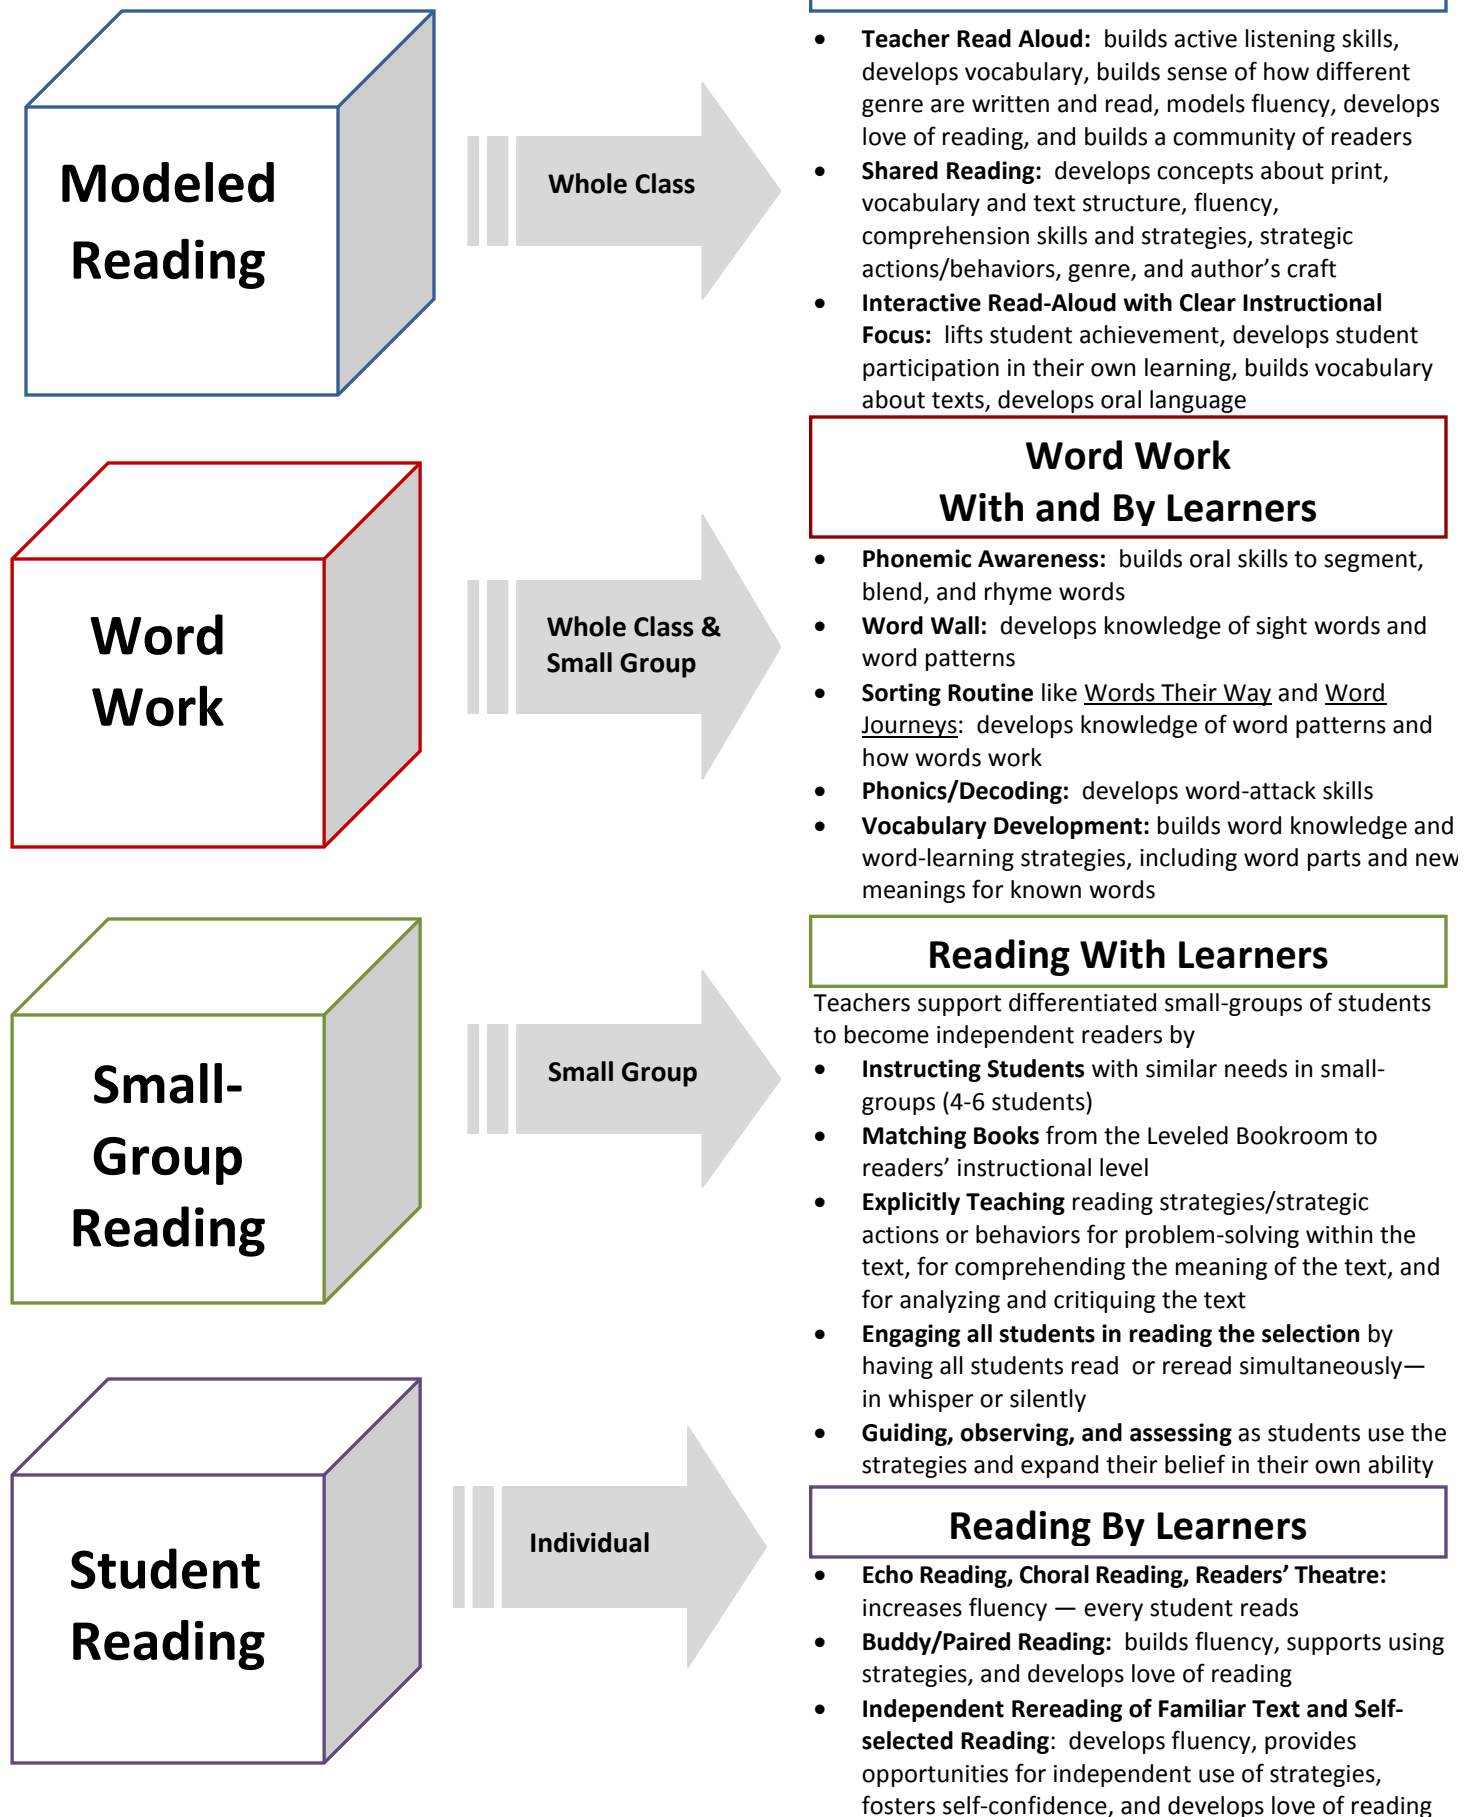 Modeled
Reading
Whole Class
• Teacher Read Aloud: builds active listening skills,
develops vocabulary, builds sense of how different
genre are written and read, models fluency, develops
love of reading, and builds a community of readers
• Shared Reading: develops concepts about print,
vocabulary and text structure, fluency,
comprehension skills and strategies, strategic
actions/behaviors, genre, and author’s craft
• Interactive Read-Aloud with Clear Instructional
Focus: lifts student achievement, develops student
participation in their own learning, builds vocabulary
about texts, develops oral language
Word
Work
Whole Class &
Small Group
Word Work
With and By Learners
• Phonemic Awareness: builds oral skills to segment,
blend, and rhyme words
• Word Wall: develops knowledge of sight words and
word patterns
• Sorting Routine like Words Their Way and Word
Journeys: develops knowledge of word patterns and
how words work
• Phonics/Decoding: develops word-attack skills
• Vocabulary Development: builds word knowledge and
word-learning strategies, including word parts and new
meanings for known words
Small-
Group
Reading
Small Group
Reading With Learners
Teachers support differentiated small-groups of students
to become independent readers by
• Instructing Students with similar needs in small-
groups (4-6 students)
• Matching Books from the Leveled Bookroom to
readers’ instructional level
• Explicitly Teaching reading strategies/strategic
actions or behaviors for problem-solving within the
text, for comprehending the meaning of the text, and
for analyzing and critiquing the text
• Engaging all students in reading the selection by
having all students read or reread simultaneously—
in whisper or silently
• Guiding, observing, and assessing as students use the
strategies and expand their belief in their own ability
Student
Reading
Individual
Reading By Learners
• Echo Reading, Choral Reading, Readers’ Theatre:
increases fluency — every student reads
• Buddy/Paired Reading: builds fluency, supports using
strategies, and develops love of reading
• Independent Rereading of Familiar Text and Self-
selected Reading: develops fluency, provides
opportunities for independent use of strategies,
fosters self-confidence, and develops love of reading